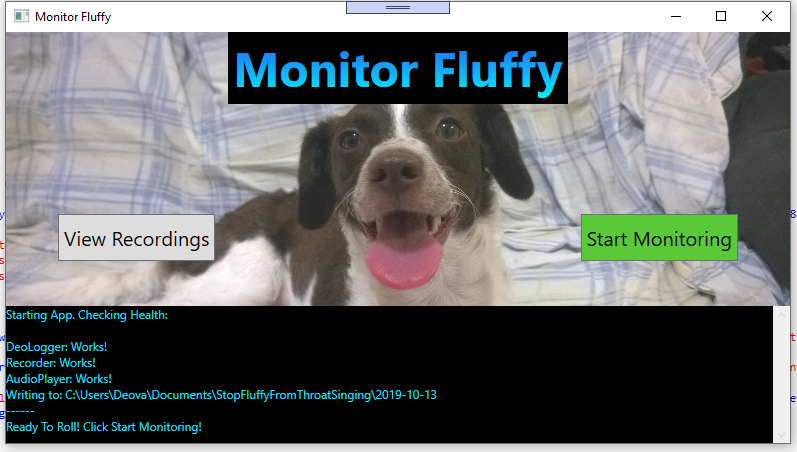 Monitor Fluffy
Monitor Fluffy
View Recordings
Start Monitoring
Starting App. Checking Health:
DeoLogger: Works!
Recorder: Works!
AudioPlayer: Works!
Writing to: C:\Users\Deova\Documents\StopFluffyFromThroatSinging\2019-10-13
------
Ready To Roll! Click Start Monitoring!